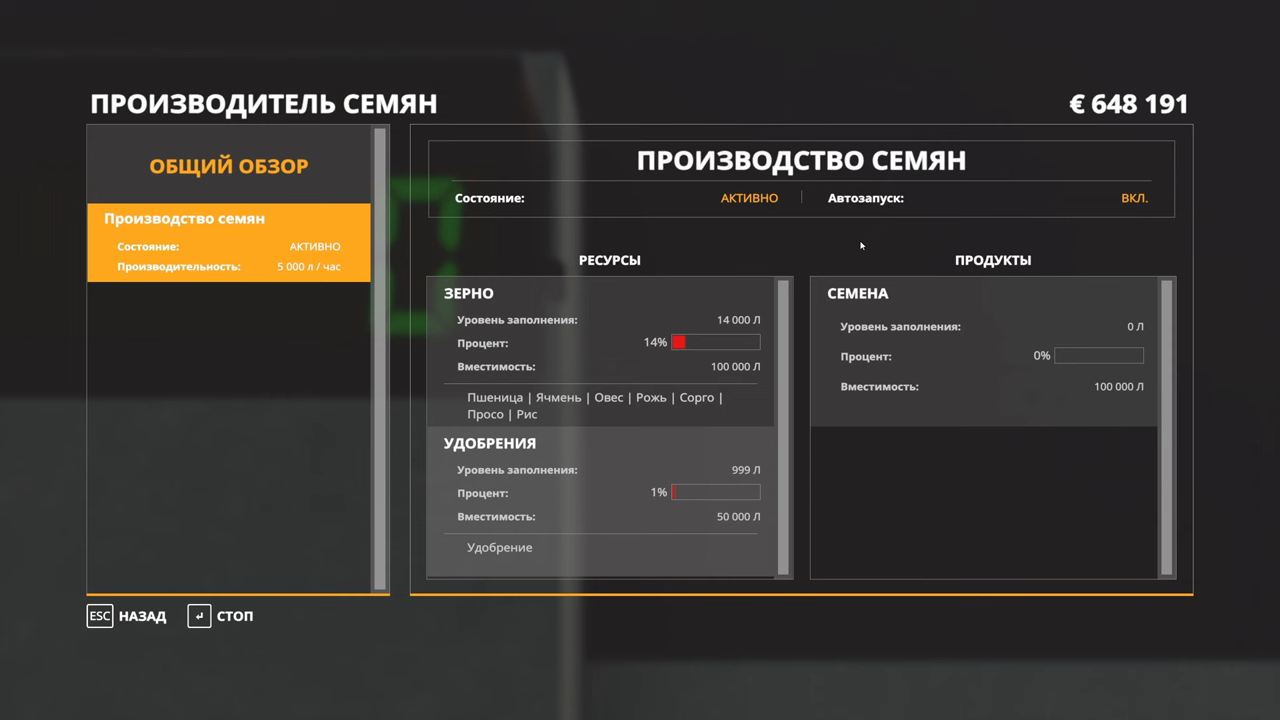 ПРОИЗВОДИТЕЛЬ СЕМЯН
€ 648 191
ОБЩИЙ ОБЗОР
Производство семян
Состояние: АКТИВНО
Производительность: 5 000 л / час
ПРОИЗВОДСТВО СЕМЯН
Состояние: АКТИВНО
Автозапуск: ВКЛ.
РЕСУРСЫ
ЗЕРНО
Уровень заполнения: 14 000 Л
Процент: 14%
Вместимость: 100 000 Л
Пшеница | Ячмень | Овес | Рожь | Сорго |
Просо | Рис
УДОБРЕНИЯ
Уровень заполнения: 999 Л
Процент: 1%
Вместимость: 50 000 Л
Удобрение
ПРОДУКТЫ
СЕМЕНА
Уровень заполнения: 0 Л
Процент: 0%
Вместимость: 100 000 Л
ESC НАЗАД
↵ СТОП